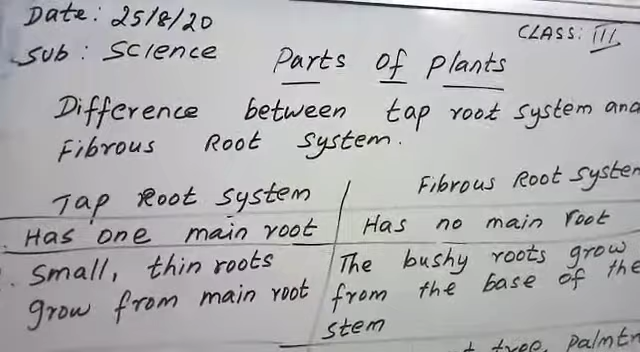 Date: 25/8/20
CLASS: III
Sub: Science
Parts of plants
Difference between tap root system and
Fibrous Root System.
Tap Root System
Fibrous Root System
Has one main root
Has no main root
Small, thin roots
grow from main root
The bushy roots grow
from the base of the
stem
tree,